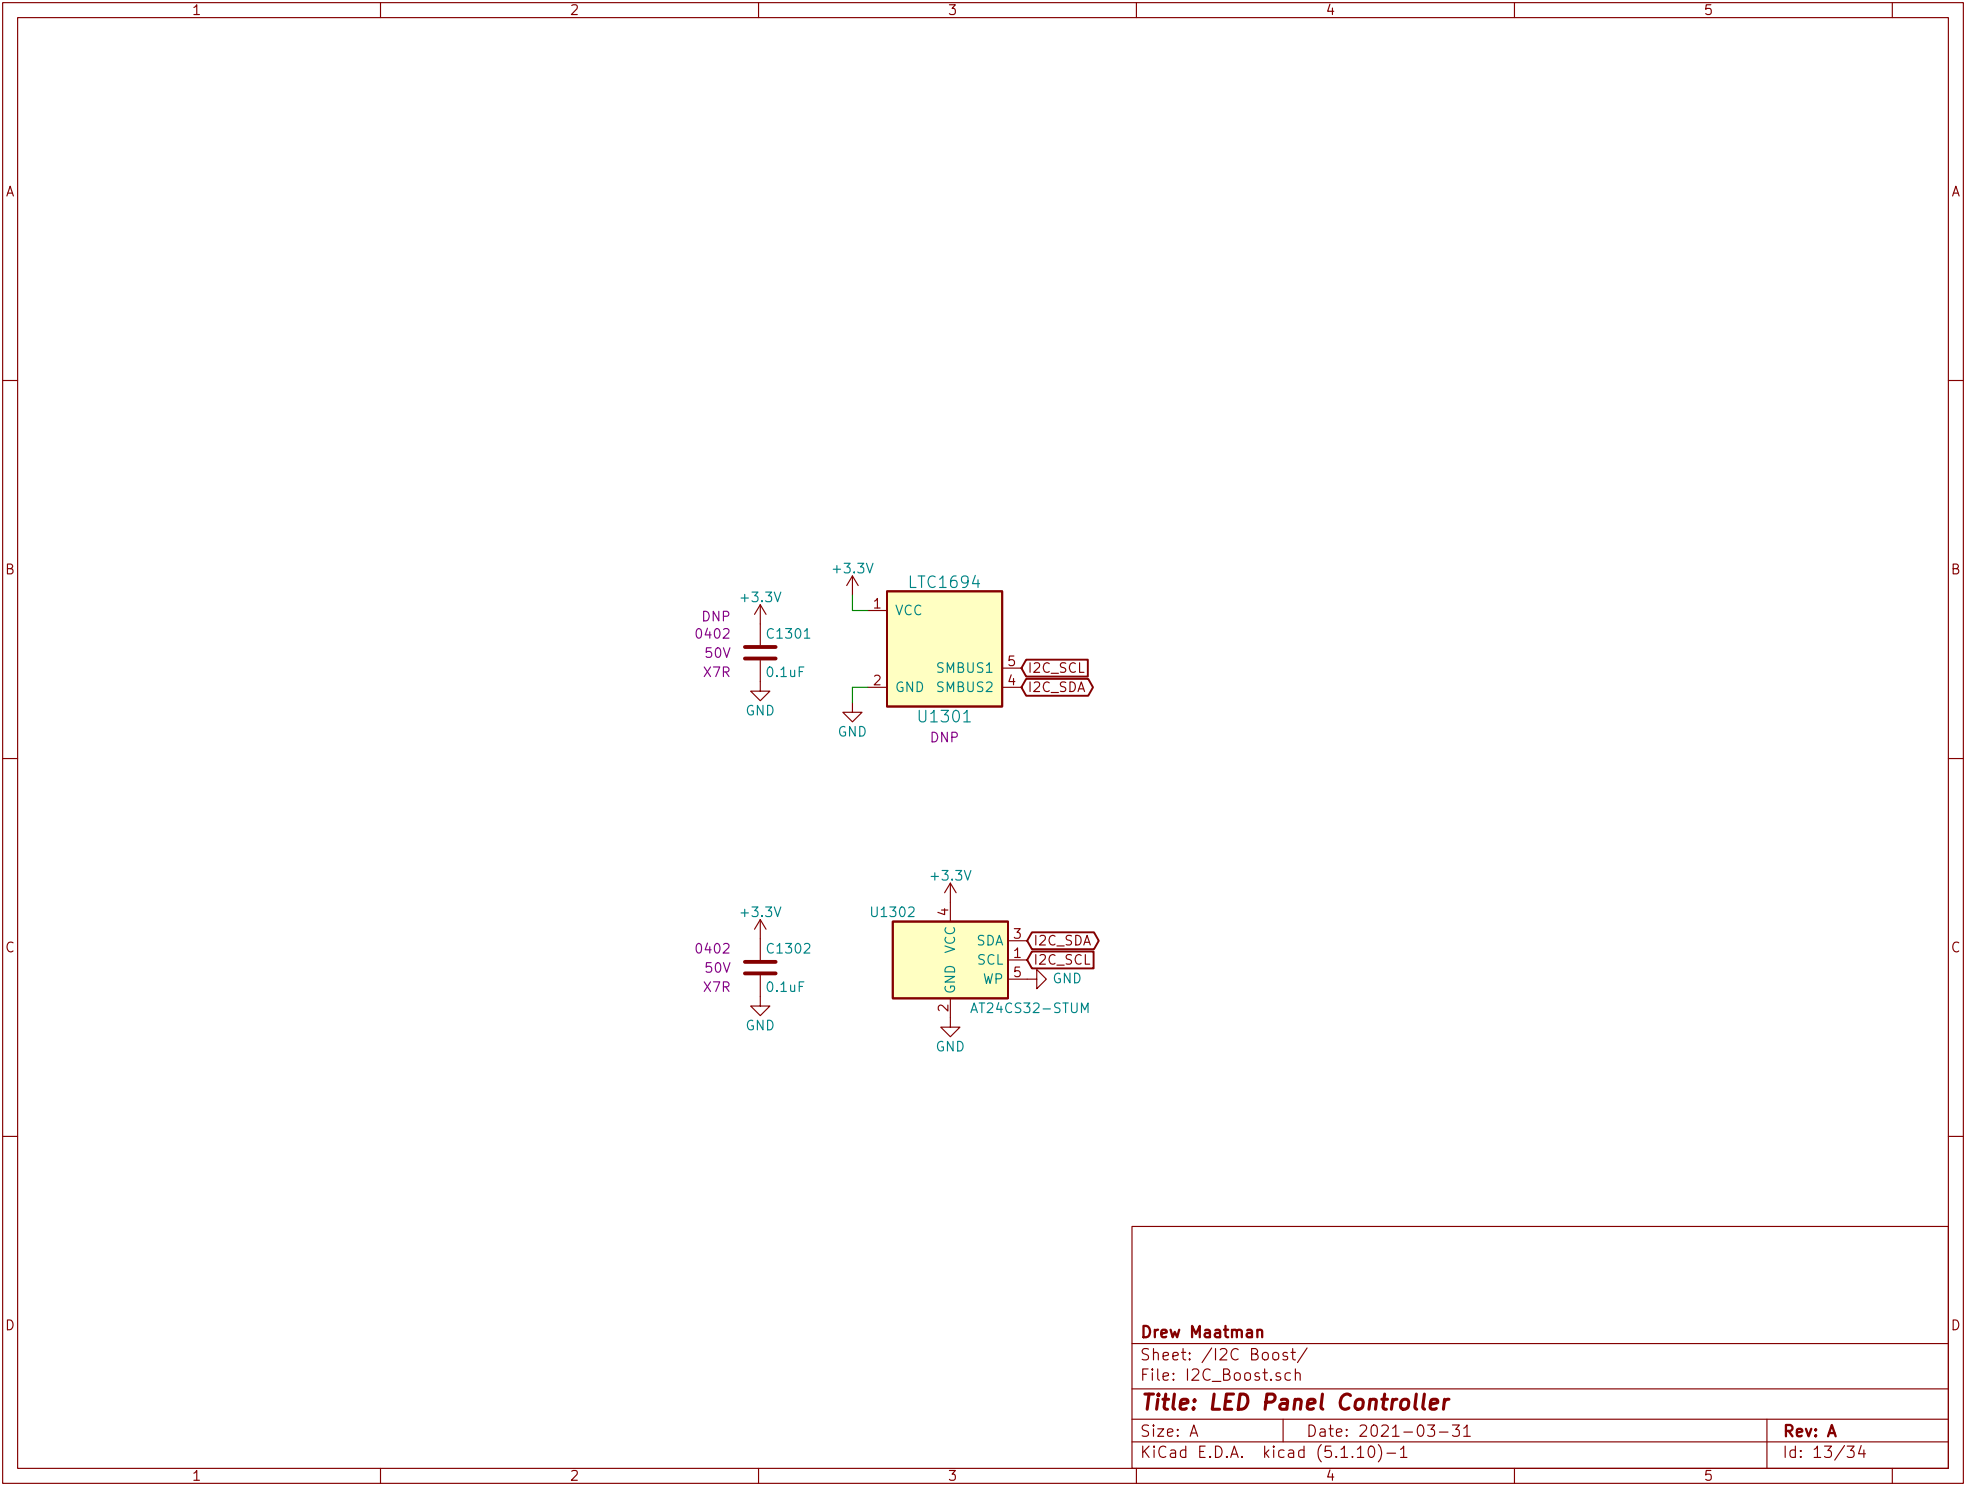 1 2 3 4 5
A A
B B
C C
D D
+3.3V
DNP
0402 C1301
50V
X7R 0.1uF
GND
+3.3V
LTC1694
1 VCC
SMBUS1 5 I2C_SCL
2 GND SMBUS2 4 I2C_SDA
GND
U1301
DNP
+3.3V
0402 C1302
50V
X7R 0.1uF
GND
+3.3V
U1302 4
VCC SDA 3 I2C_SDA
SCL 1 I2C_SCL
GND WP 5 GND
2 AT24CS32-STUM
GND
Drew Maatman
Sheet: /I2C Boost/
File: I2C_Boost.sch
Title: LED Panel Controller
Size: A Date: 2021-03-31 Rev: A
KiCad E.D.A. kicad (5.1.10)-1 Id: 13/34
1 2 3 4 5